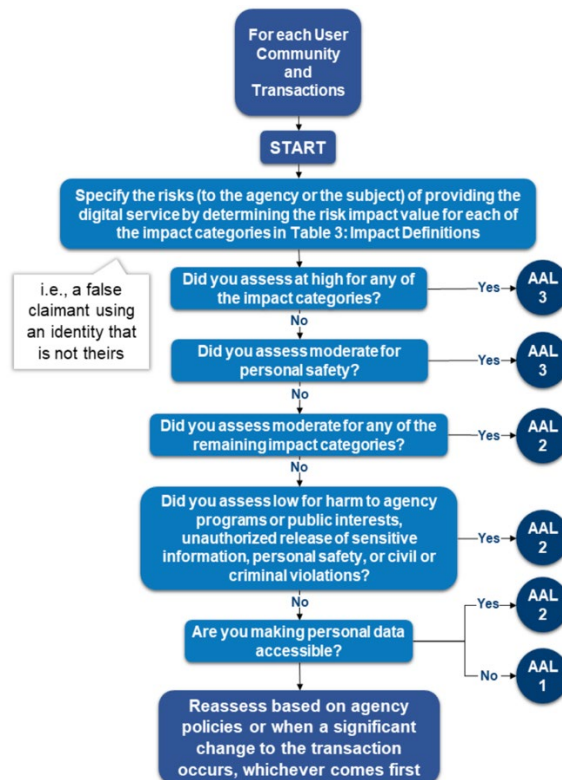 For each User
Community
and
Transactions
START
Specify the risks (to the agency or the subject) of providing the
digital service by determining the risk impact value for each of
the impact categories in Table 3: Impact Definitions
i.e., a false
claimant using
an identity that
is not theirs
Did you assess at high for any
of the impact categories?
Yes
AAL
3
No
Did you assess moderate for
personal safety?
Yes
AAL
3
No
Did you assess moderate for any of the
remaining impact categories?
Yes
AAL
2
No
Did you assess low for harm to agency
programs or public interests,
unauthorized release of sensitive
information, personal safety, or civil or
criminal violations?
Yes
AAL
2
No
Are you making personal data
accessible?
Yes
AAL
2
No
AAL
1
Reassess based on agency
policies or when a significant
change to the transaction
occurs, whichever comes first